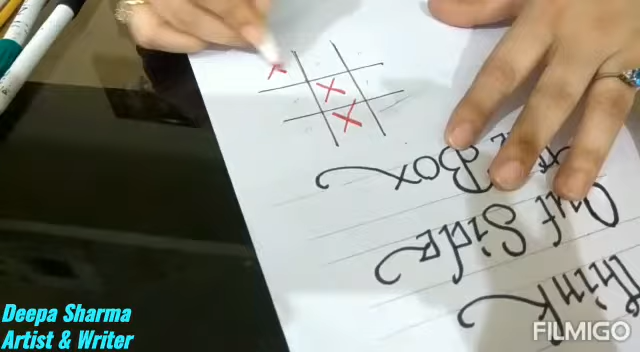 Think
Out Side
Box
X
X
X
Deepa Sharma
Artist & Writer
FILMIGO